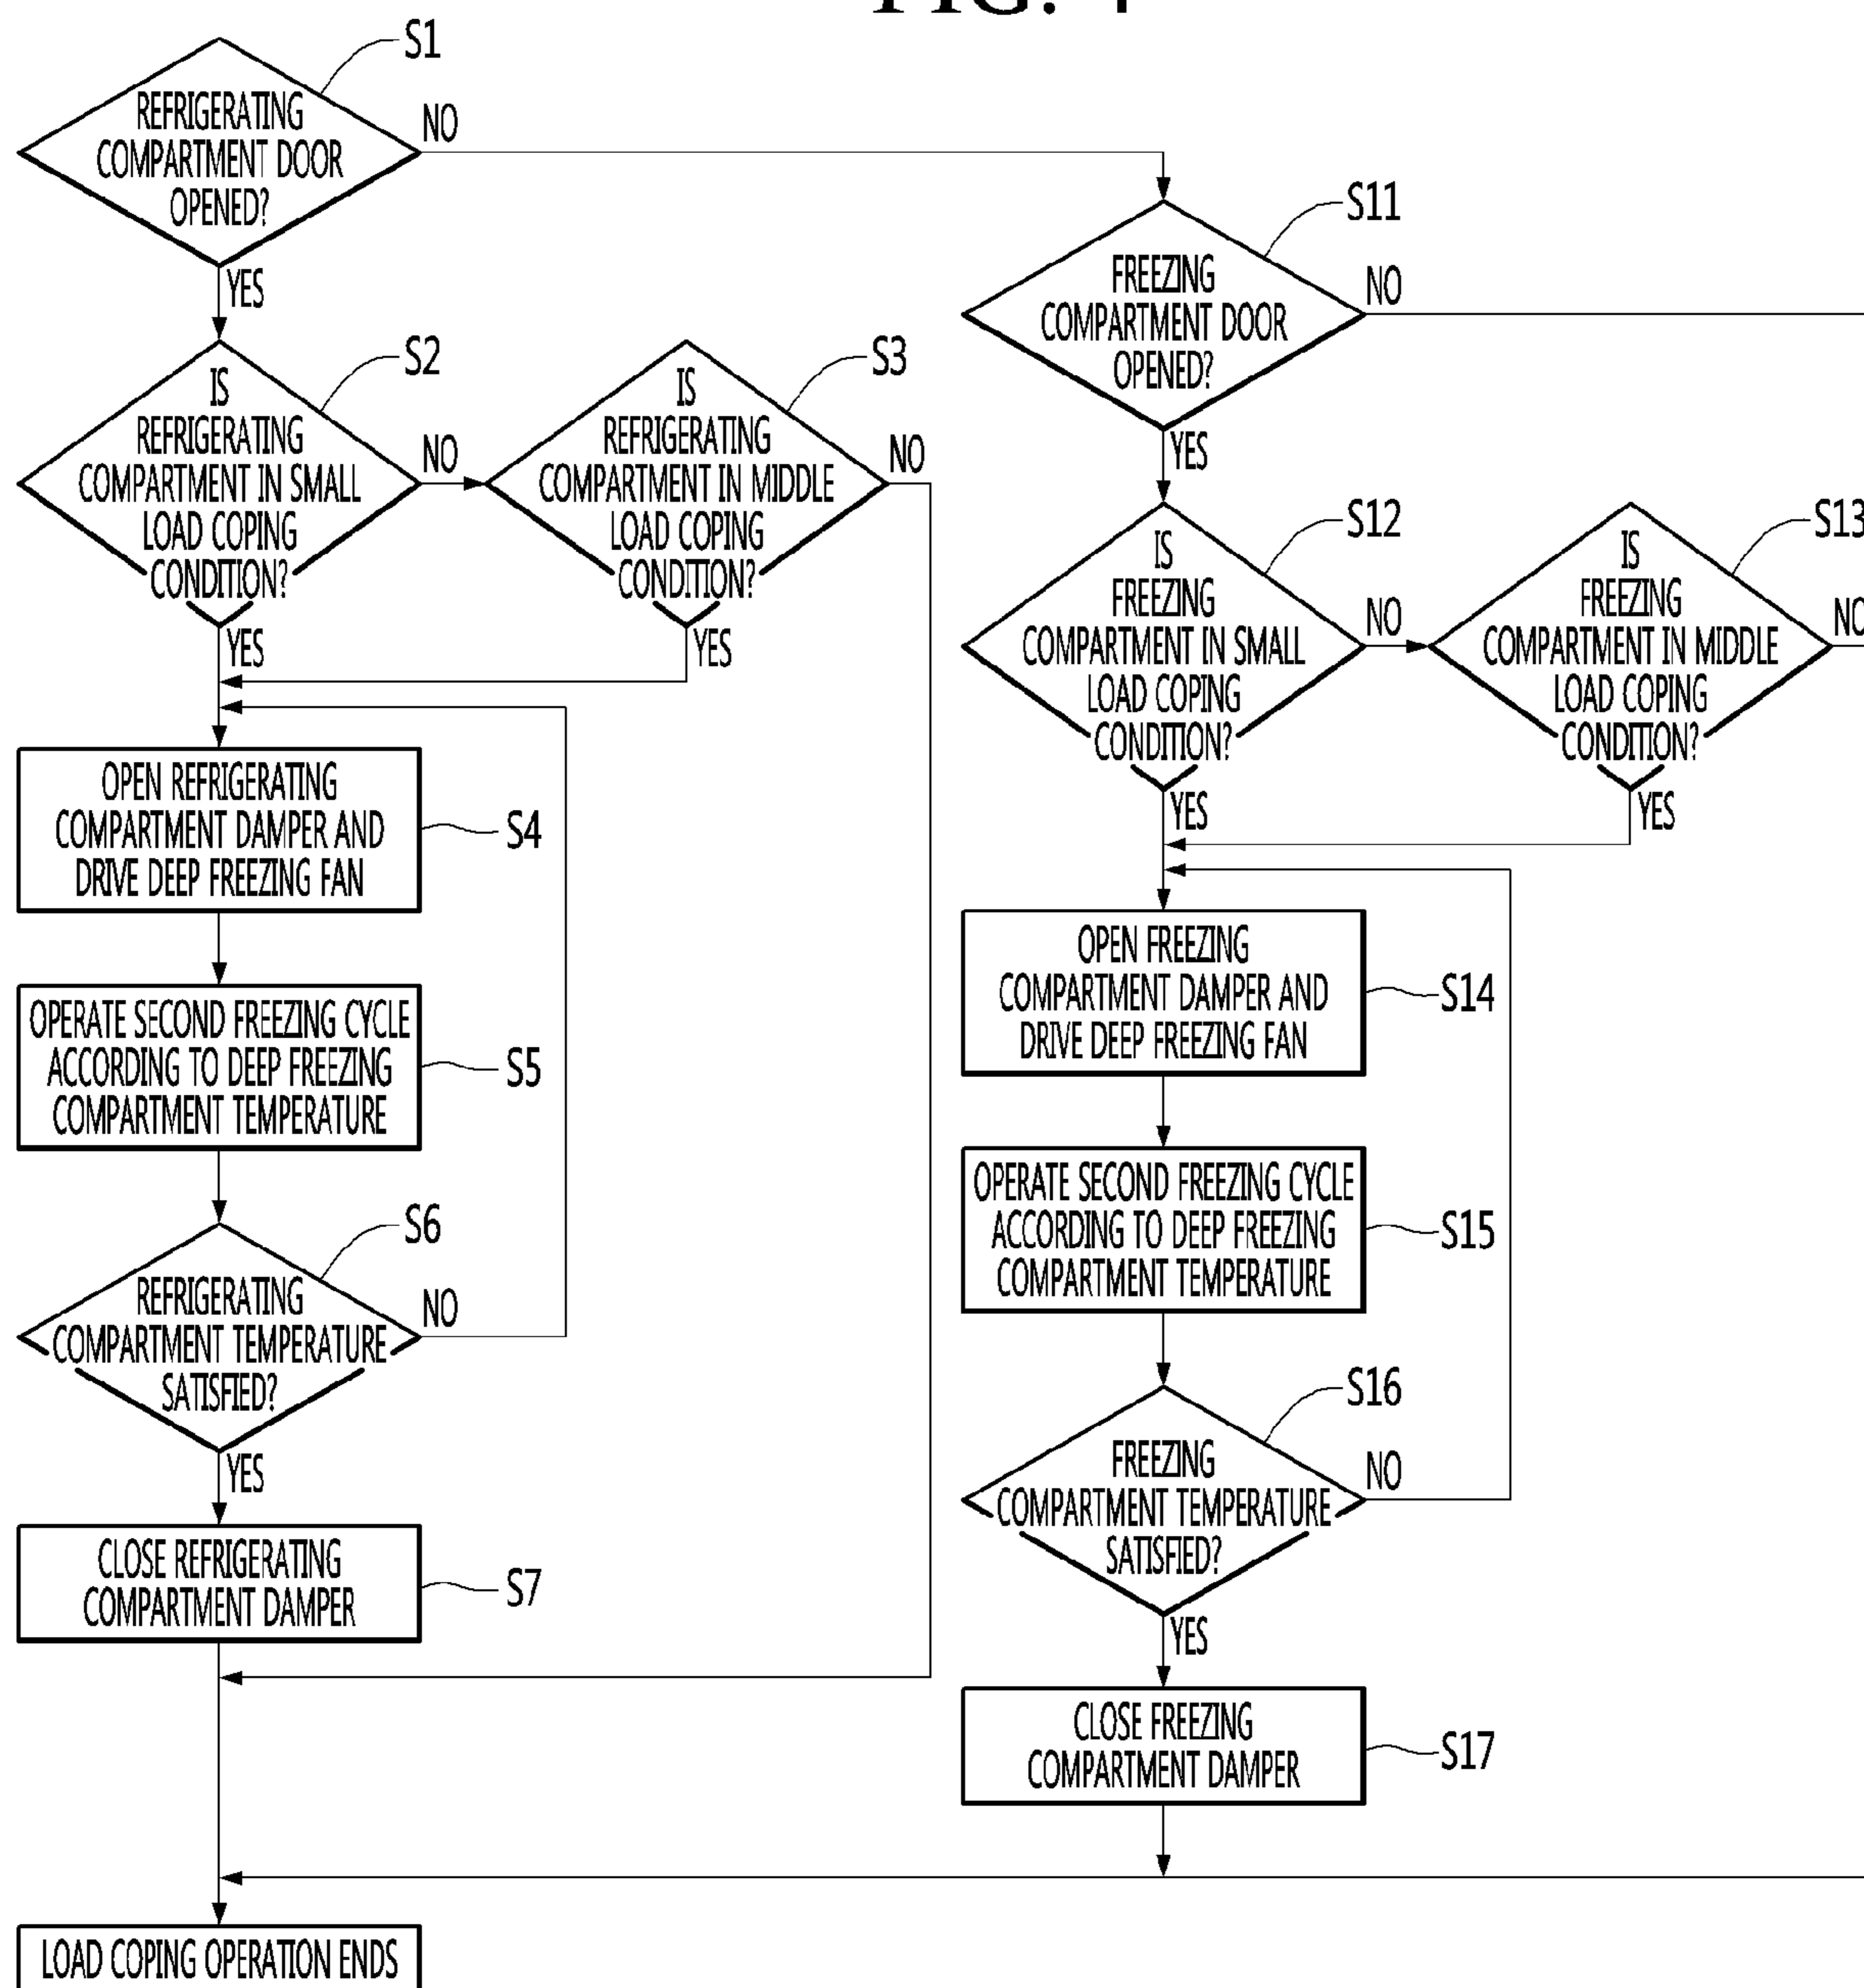 FIG. 4
S1
REFRIGERATING
COMPARTMENT DOOR
OPENED?
NO
YES
S2
IS
REFRIGERATING
COMPARTMENT IN SMALL
LOAD COPING
CONDITION?
NO
YES
S3
IS
REFRIGERATING
COMPARTMENT IN MIDDLE
LOAD COPING
CONDITION?
NO
YES
OPEN REFRIGERATING
COMPARTMENT DAMPER AND
DRIVE DEEP FREEZING FAN
S4
OPERATE SECOND FREEZING CYCLE
ACCORDING TO DEEP FREEZING
COMPARTMENT TEMPERATURE
S5
S6
REFRIGERATING
COMPARTMENT TEMPERATURE
SATISFIED?
NO
YES
CLOSE REFRIGERATING
COMPARTMENT DAMPER
S7
S11
FREEZING
COMPARTMENT DOOR
OPENED?
NO
YES
S12
IS
FREEZING
COMPARTMENT IN SMALL
LOAD COPING
CONDITION?
NO
YES
S13
IS
FREEZING
COMPARTMENT IN MIDDLE
LOAD COPING
CONDITION?
NO
YES
OPEN FREEZING
COMPARTMENT DAMPER AND
DRIVE DEEP FREEZING FAN
S14
OPERATE SECOND FREEZING CYCLE
ACCORDING TO DEEP FREEZING
COMPARTMENT TEMPERATURE
S15
S16
FREEZING
COMPARTMENT TEMPERATURE
SATISFIED?
NO
YES
CLOSE FREEZING
COMPARTMENT DAMPER
S17
LOAD COPING OPERATION ENDS